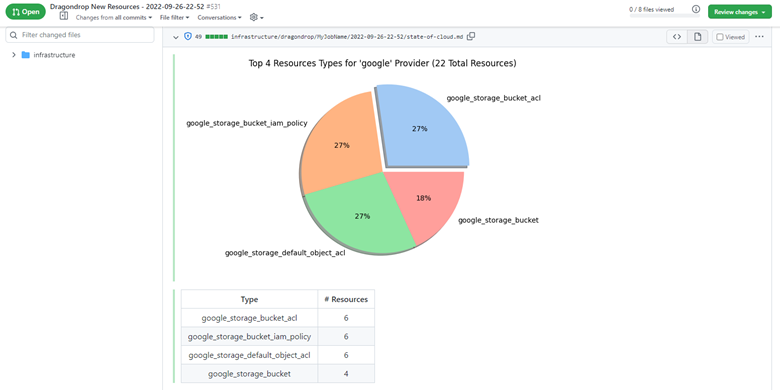 Open
Dragondrop New Resources - 2022-09-26-22-52 #531
Changes from all commits
File filter
Conversations
0 / 8 files viewed
Review changes
Filter changed files
infrastructure
49 infrastructure/dragondrop/MyJobName/2022-09-26-22-52/state-of-cloud.md
Viewed
Top 4 Resources Types for 'google' Provider (22 Total Resources)
google_storage_bucket_acl
27%
google_storage_bucket_iam_policy
27%
google_storage_default_object_acl
27%
google_storage_bucket
18%
Type # Resources
google_storage_bucket_acl 6
google_storage_bucket_iam_policy 6
google_storage_default_object_acl 6
google_storage_bucket 4